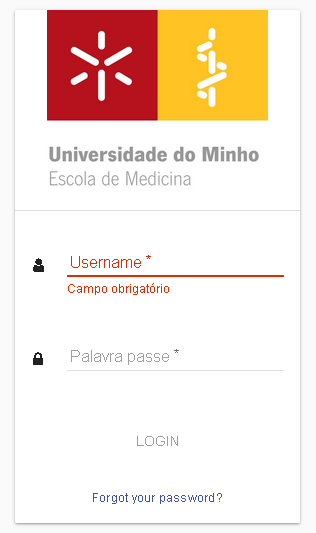 Universidade do Minho
Escola de Medicina
Username *
Campo obrigatório
Palavra passe *
LOGIN
Forgot your password?